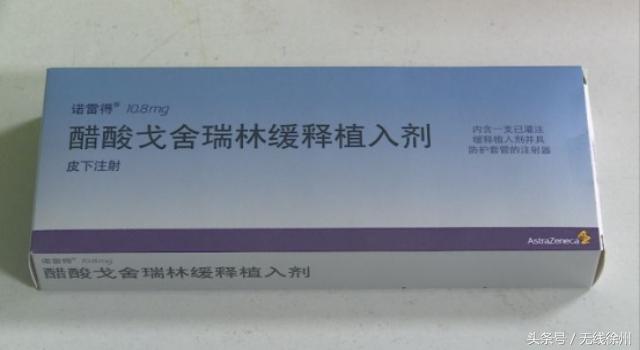 诺雷得® 10.8mg
醋酸戈舍瑞林缓释植入剂
皮下注射
内含一支已灌注
缓释植入剂并具
防护套管的注射器
AstraZeneca
诺雷得® 10.8mg
醋酸戈舍瑞林缓释植入剂
头条号 / 无线徐州